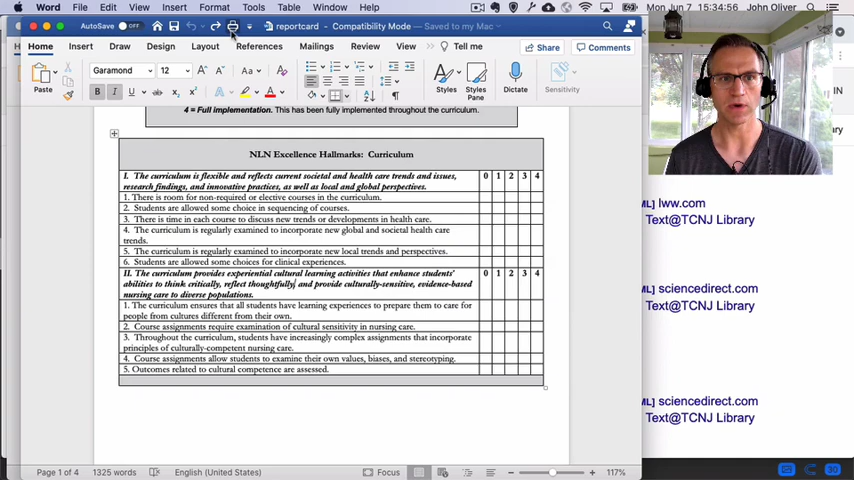 Word File Edit View Insert Format Tools Table Window Help Mon Jun 7 15:34:56 John Oliver
AutoSave OFF reportcard - Compatibility Mode — Saved to my Mac
Home Insert Draw Design Layout References Mailings Review View Tell me Share Comments
Paste Garamond 12 Aa Styles Styles Pane Dictate Sensitivity
4 = Full implementation. This has been fully implemented throughout the curriculum.
NLN Excellence Hallmarks: Curriculum
I. The curriculum is flexible and reflects current societal and health care trends and issues, 0 1 2 3 4
research findings, and innovative practices, as well as local and global perspectives.
1. There is room for non-required or elective courses in the curriculum.
2. Students are allowed some choice in sequencing of courses.
3. There is time in each course to discuss new trends or developments in health care.
4. The curriculum is regularly examined to incorporate new global and societal health care
trends.
5. The curriculum is regularly examined to incorporate new local trends and perspectives.
6. Students are allowed some choices for clinical experiences.
II. The curriculum provides experiential cultural learning activities that enhance students' 0 1 2 3 4
abilities to think critically, reflect thoughtfully, and provide culturally-sensitive, evidence-based
nursing care to diverse populations.
1. The curriculum ensures that all students have learning experiences to prepare them to care for
people from cultures different from their own.
2. Course assignments require examination of cultural sensitivity in nursing care.
3. Throughout the curriculum, students have increasingly complex assignments that incorporate
principles of culturally-competent nursing care.
4. Course assignments allow students to examine their own values, biases, and stereotyping.
5. Outcomes related to cultural competence are assessed.
Page 1 of 4 1325 words English (United States) Focus 117%
IN
ML] lww.com
Text@TCNJ Library
ML] sciencedirect.com
Text@TCNJ Library
30